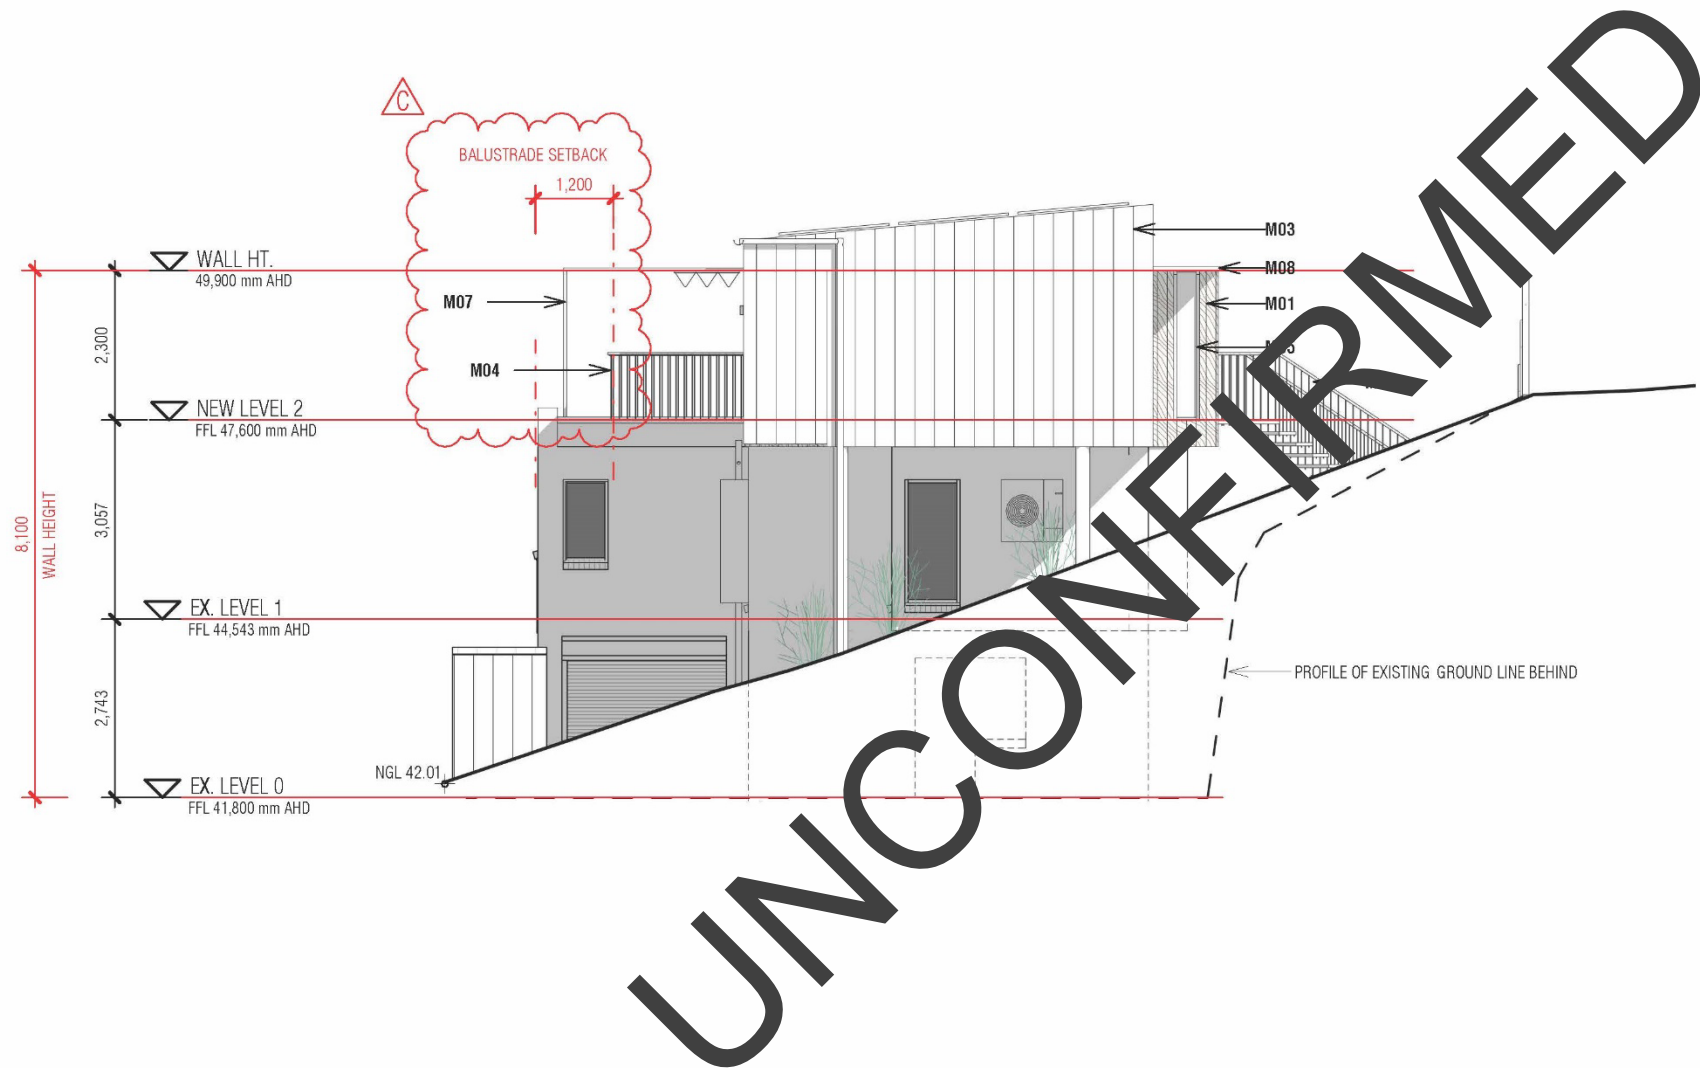 C
BALUSTRADE SETBACK
1,200
WALL HT.
49,900 mm AHD
M03
M08
M07
M01
2,300
M04
NEW LEVEL 2
FFL 47,600 mm AHD
8,100
WALL HEIGHT
3,057
EX. LEVEL 1
FFL 44,543 mm AHD
PROFILE OF EXISTING GROUND LINE BEHIND
2,743
NGL 42.01
EX. LEVEL 0
FFL 41,800 mm AHD
UNCONFIRMED